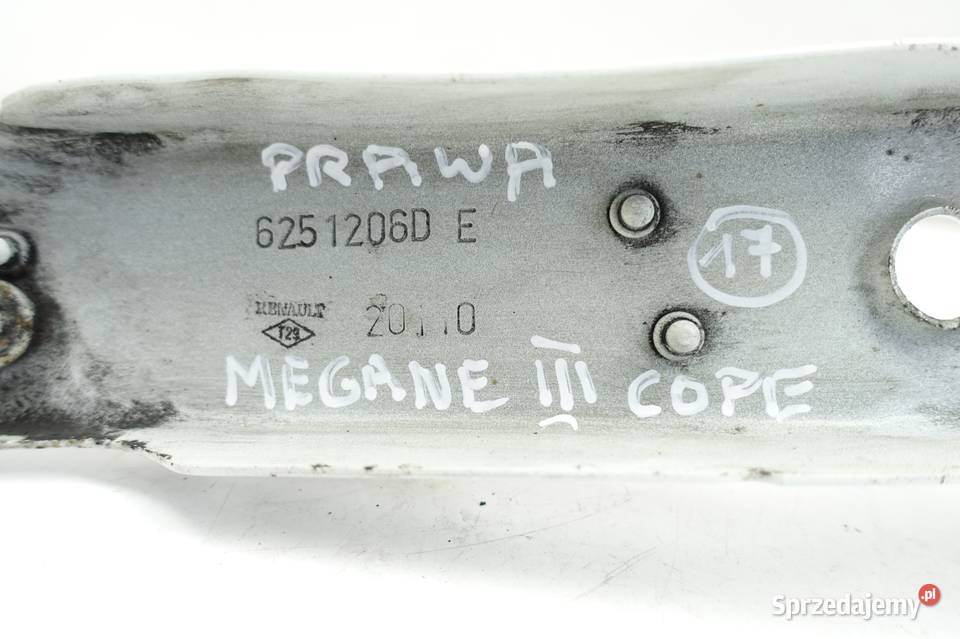 PRAWA
6251206D E
17
RENAULT
T29
MEGANE III COPE
Sprzedajemy.pl